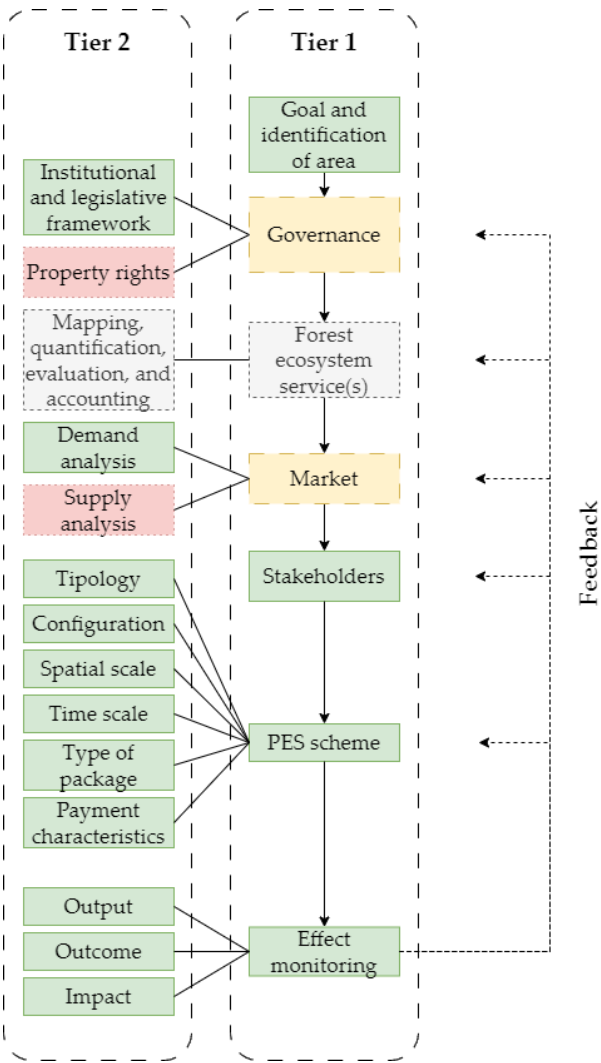 Tier 2
Tier 1
Goal and
identification
of area
Institutional
and legislative
framework
Governance
Property rights
Mapping,
quantification,
evaluation, and
accounting
Forest
ecosystem
service(s)
Demand
analysis
Market
Supply
analysis
Stakeholders
Tipology
Configuration
Spatial scale
Time scale
PES scheme
Type of
package
Payment
characteristics
Output
Outcome
Effect
monitoring
Impact
Feedback